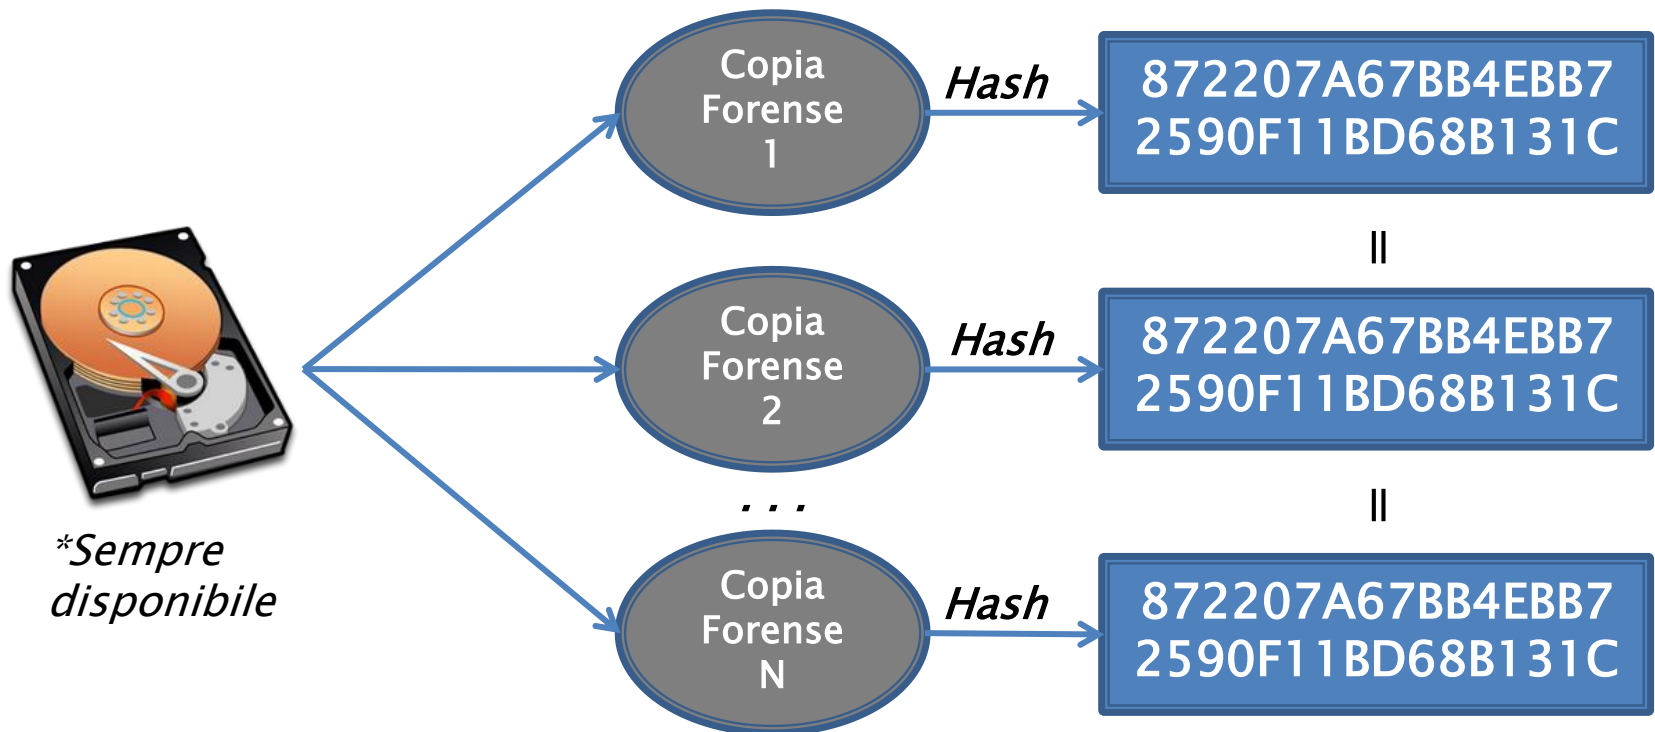 Copia
Forense
1
Hash
872207A67BB4EBB7
2590F11BD68B131C
=
Copia
Forense
2
Hash
872207A67BB4EBB7
2590F11BD68B131C
. . .
=
*Sempre
disponibile
Copia
Forense
N
Hash
872207A67BB4EBB7
2590F11BD68B131C